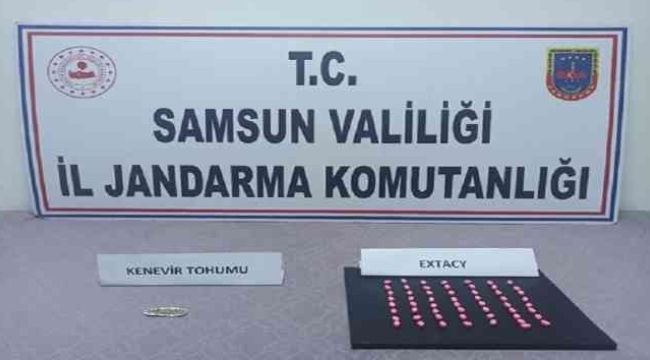 T.C.
SAMSUN VALİLİĞİ
İL JANDARMA KOMUTANLIĞI
KENEVİR TOHUMU
EXTACY